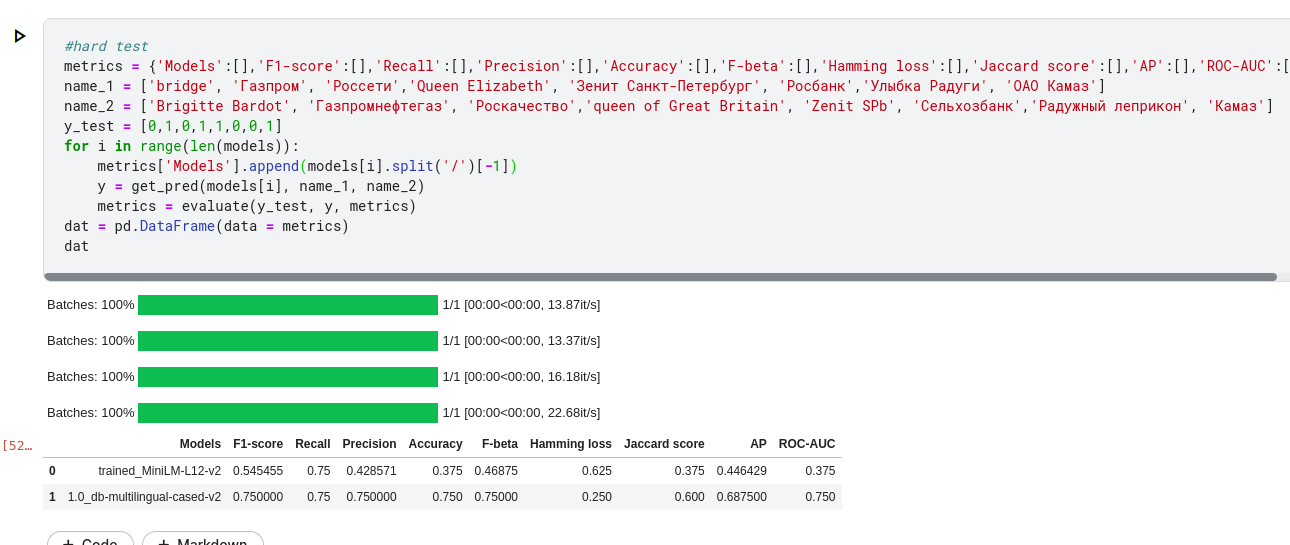 #hard test
metrics = {'Models':[],'F1-score':[],'Recall':[],'Precision':[],'Accuracy':[],'F-beta':[],'Hamming loss':[],'Jaccard score':[],'AP':[],'ROC-AUC':[
name_1 = ['bridge', 'Газпром', 'Россети','Queen Elizabeth', 'Зенит Санкт-Петербург', 'Росбанк','Улыбка Радуги', 'ОАО Камаз']
name_2 = ['Brigitte Bardot', 'Газпромнефтегаз', 'Роскачество','queen of Great Britain', 'Zenit SPb', 'Сельхозбанк','Радужный леприкон', 'Камаз']
y_test = [0,1,0,1,1,0,0,1]
for i in range(len(models)):
    metrics['Models'].append(models[i].split('/')[-1])
    y = get_pred(models[i], name_1, name_2)
    metrics = evaluate(y_test, y, metrics)
dat = pd.DataFrame(data = metrics)
dat
Batches: 100% 1/1 [00:00<00:00, 13.87it/s]
Batches: 100% 1/1 [00:00<00:00, 13.37it/s]
Batches: 100% 1/1 [00:00<00:00, 16.18it/s]
Batches: 100% 1/1 [00:00<00:00, 22.68it/s]
[52… Models F1-score Recall Precision Accuracy F-beta Hamming loss Jaccard score AP ROC-AUC
0 trained_MiniLM-L12-v2 0.545455 0.75 0.428571 0.375 0.46875 0.625 0.375 0.446429 0.375
1 1.0_db-multilingual-cased-v2 0.750000 0.75 0.750000 0.750 0.75000 0.250 0.600 0.687500 0.750
+ Code + Markdown